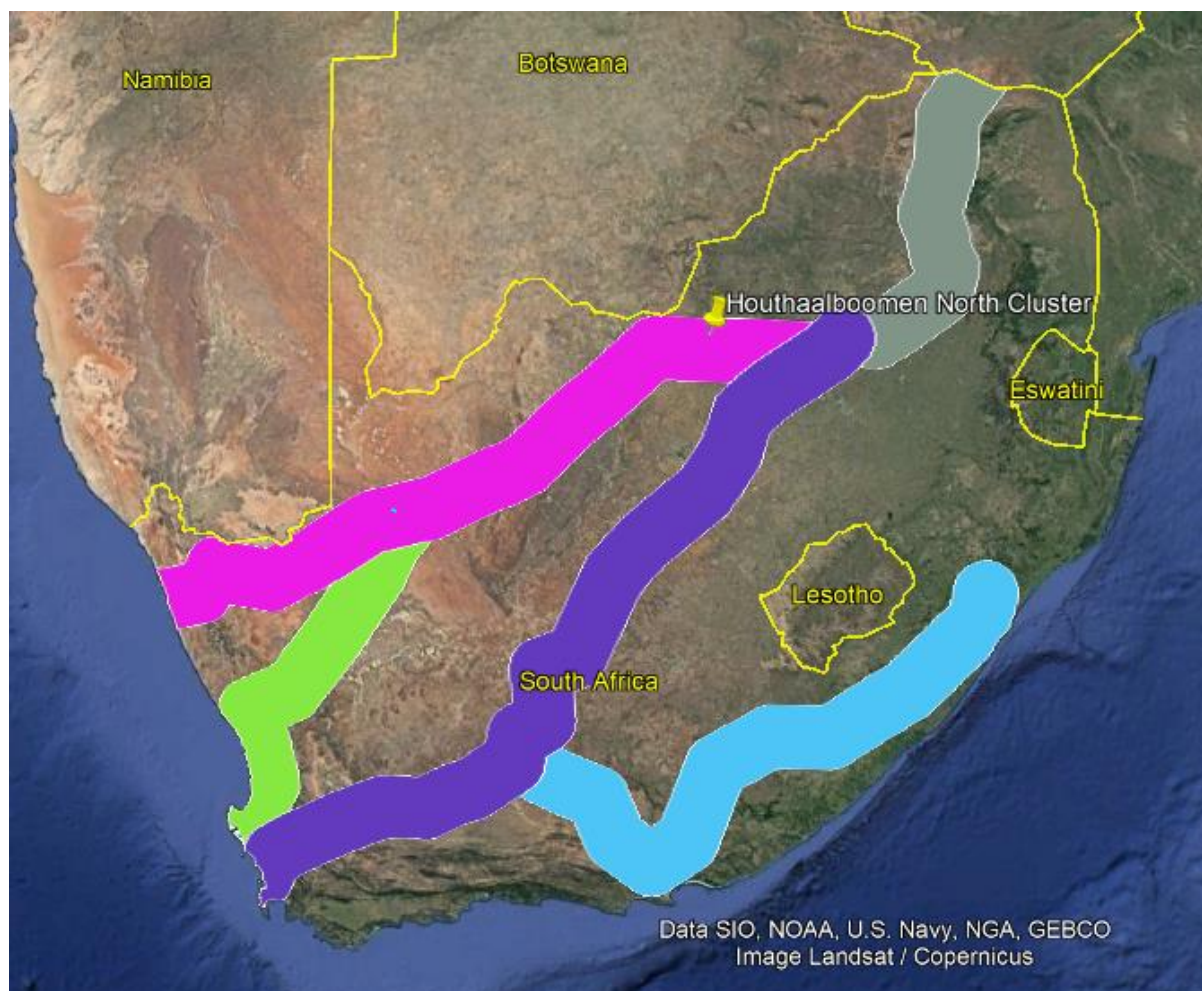 Namibia
Botswana
Houthaalboomen North Cluster
Eswatini
Lesotho
South Africa
Data SIO, NOAA, U.S. Navy, NGA, GEBCO
Image Landsat / Copernicus